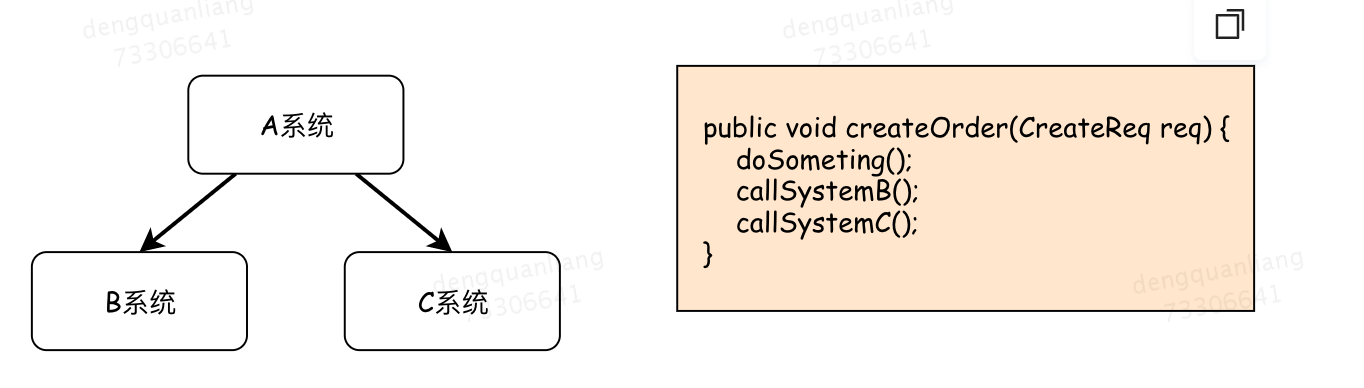 dengquanliang
73306641
dengquanliang
73306641
A系统
B系统
C系统
dengquanliang
73306641
public void createOrder(CreateReq req) {
doSometing();
callSystemB();
callSystemC();
}
dengquanliang
73306641